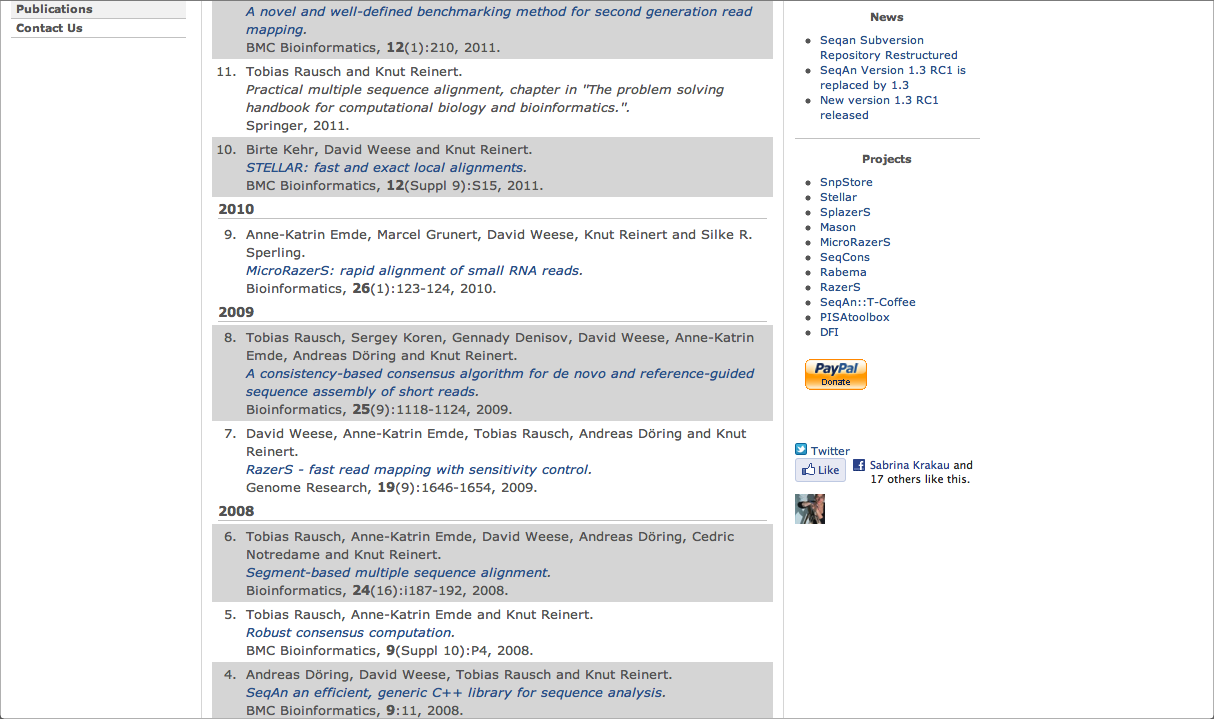 Publications
Contact Us
A novel and well-defined benchmarking method for second generation read
mapping.
BMC Bioinformatics, 12(1):210, 2011.
11. Tobias Rausch and Knut Reinert.
Practical multiple sequence alignment, chapter in "The problem solving
handbook for computational biology and bioinformatics.".
Springer, 2011.
10. Birte Kehr, David Weese and Knut Reinert.
STELLAR: fast and exact local alignments.
BMC Bioinformatics, 12(Suppl 9):S15, 2011.
2010
9. Anne-Katrin Emde, Marcel Grunert, David Weese, Knut Reinert and Silke R.
Sperling.
MicroRazerS: rapid alignment of small RNA reads.
Bioinformatics, 26(1):123-124, 2010.
2009
8. Tobias Rausch, Sergey Koren, Gennady Denisov, David Weese, Anne-Katrin
Emde, Andreas Döring and Knut Reinert.
A consistency-based consensus algorithm for de novo and reference-guided
sequence assembly of short reads.
Bioinformatics, 25(9):1118-1124, 2009.
7. David Weese, Anne-Katrin Emde, Tobias Rausch, Andreas Döring and Knut
Reinert.
RazerS - fast read mapping with sensitivity control.
Genome Research, 19(9):1646-1654, 2009.
2008
6. Tobias Rausch, Anne-Katrin Emde, David Weese, Andreas Döring, Cedric
Notredame and Knut Reinert.
Segment-based multiple sequence alignment.
Bioinformatics, 24(16):i187-192, 2008.
5. Tobias Rausch, Anne-Katrin Emde and Knut Reinert.
Robust consensus computation.
BMC Bioinformatics, 9(Suppl 10):P4, 2008.
4. Andreas Döring, David Weese, Tobias Rausch and Knut Reinert.
SeqAn an efficient, generic C++ library for sequence analysis.
BMC Bioinformatics, 9:11, 2008.
News
Seqan Subversion
Repository Restructured
SeqAn Version 1.3 RC1 is
replaced by 1.3
New version 1.3 RC1
released
Projects
SnpStore
Stellar
SplazerS
Mason
MicroRazerS
SeqCons
Rabema
RazerS
SeqAn::T-Coffee
PISAtoolbox
DFI
PayPal
Donate
Twitter
Like
Sabrina Krakau and
17 others like this.